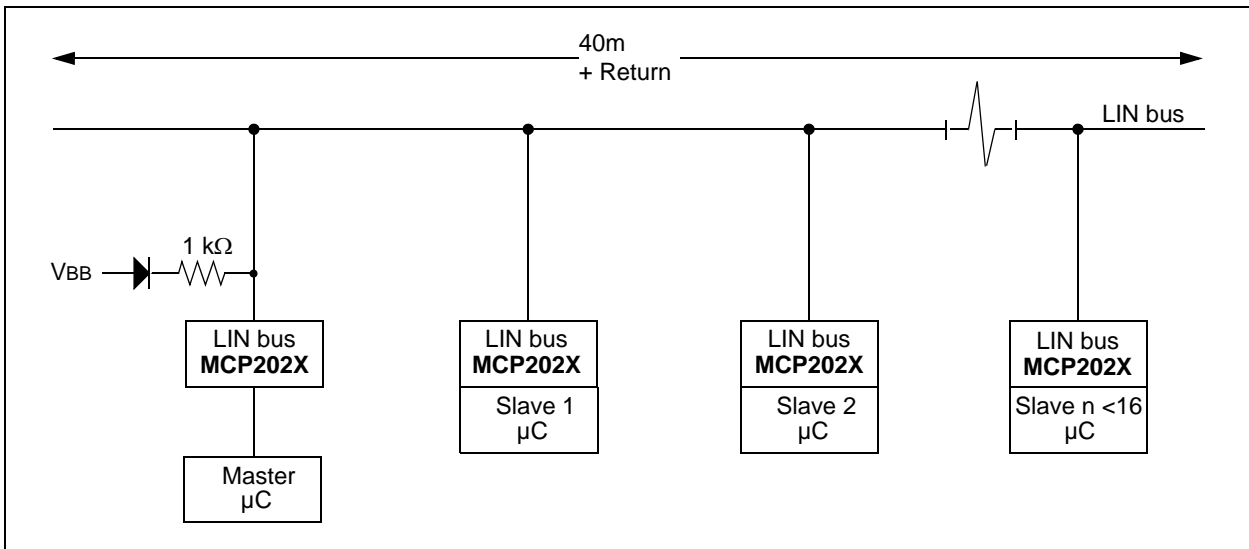 40m
+ Return
LIN bus
1 kΩ
VBB
LIN bus
MCP202X
LIN bus
MCP202X
LIN bus
MCP202X
LIN bus
MCP202X
Slave 1
µC
Slave 2
µC
Slave n <16
µC
Master
µC